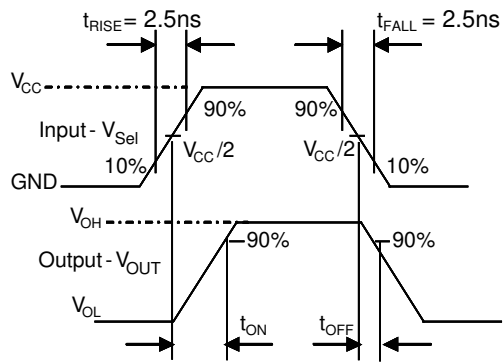 tRISE = 2.5ns
tFALL = 2.5ns
VCC
90%
90%
Input - VSel
VCC/2
VCC/2
10%
10%
GND
VOH
90%
90%
Output - VOUT
VOL
tON
tOFF